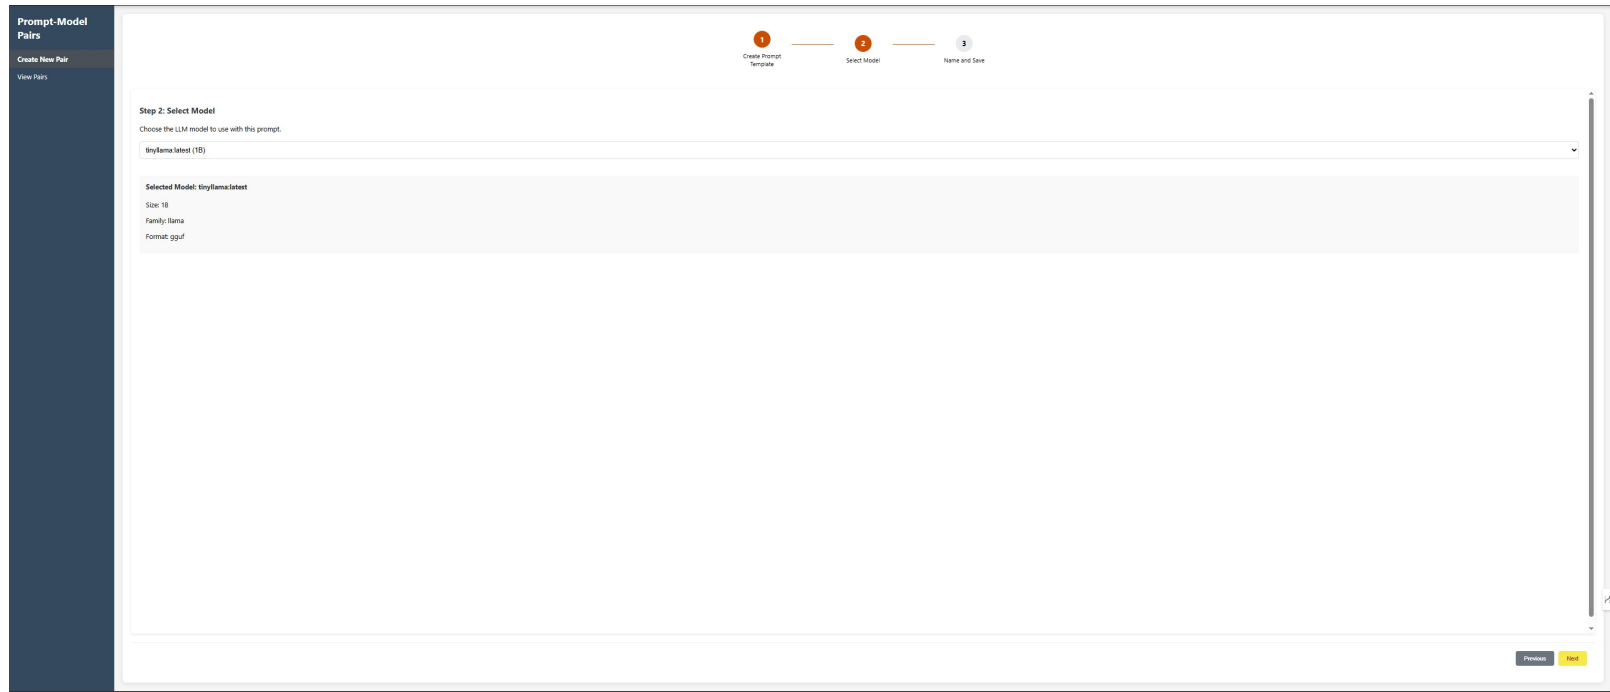 Prompt-Model
Pairs
Create New Pair
View Pairs
1
2
3
Create Prompt
Template
Select Model
Name and Save
Step 2: Select Model
Choose the LLM model to use with this prompt.
tinyllama:latest (1B)
Selected Model: tinyllama:latest
Size: 1B
Family: llama
Format: gguf
Previous
Next